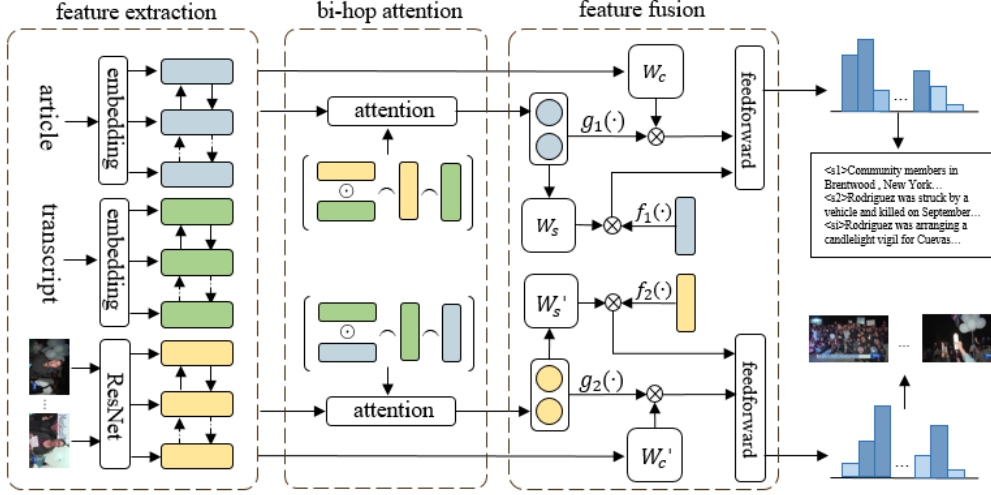 feature extraction
bi-hop attention
feature fusion
article
embedding
transcript
embedding
ResNet
...
attention
⊙
⊙
attention
W_c
g_1(·)
⊗
W_s
⊗
f_1(·)
feedforward
W_s'
⊗
f_2(·)
g_2(·)
⊗
W_c'
feedforward
...
<s1>Community members in
Brentwood , New York…
<s2>Rodriguez was struck by a
vehicle and killed on September…
<si>Rodriguez was arranging a
candlelight vigil for Cuevas…
...
...